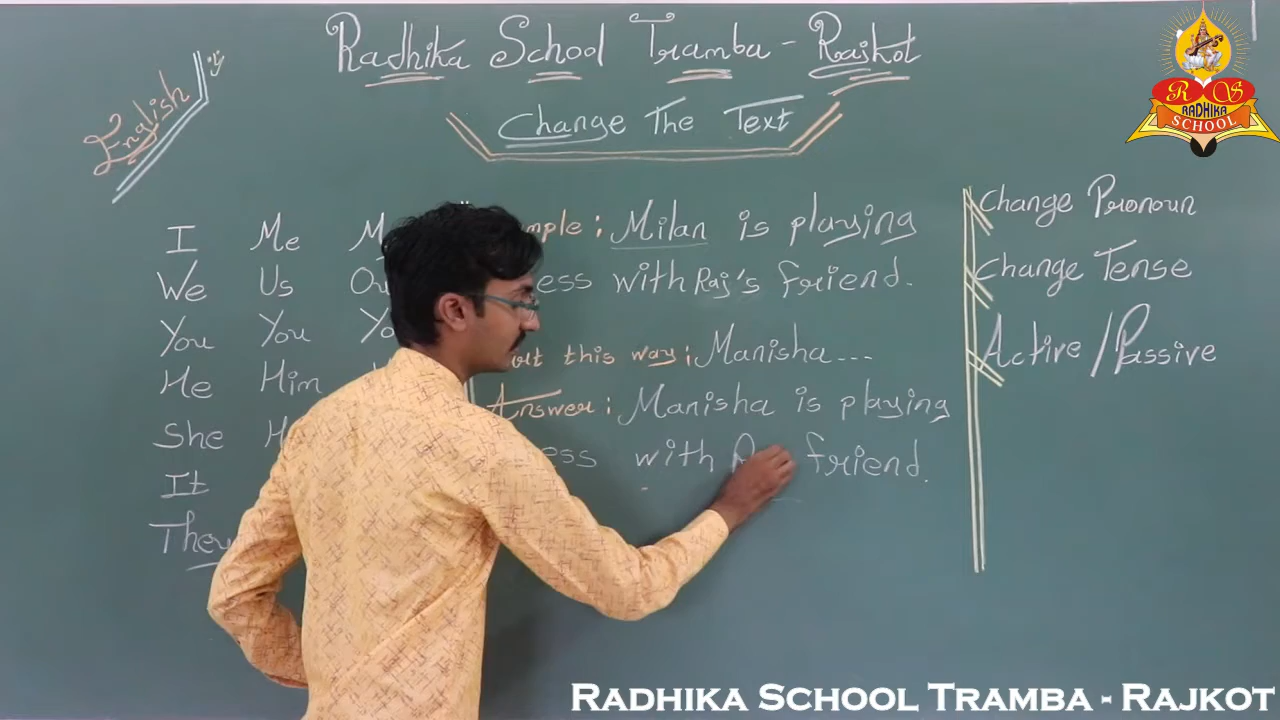 Radhika School Tramba - Rajkot
English
Change The Text
I Me
We Us
You You
He Him
She
It
They
: Milan is playing
with Raj's friend.
this way : Manisha...
Answer : Manisha is playing
with friend.
Change Pronoun
Change Tense
Active / Passive
R S
RADHIKA
SCHOOL
RADHIKA SCHOOL TRAMBA - RAJKOT